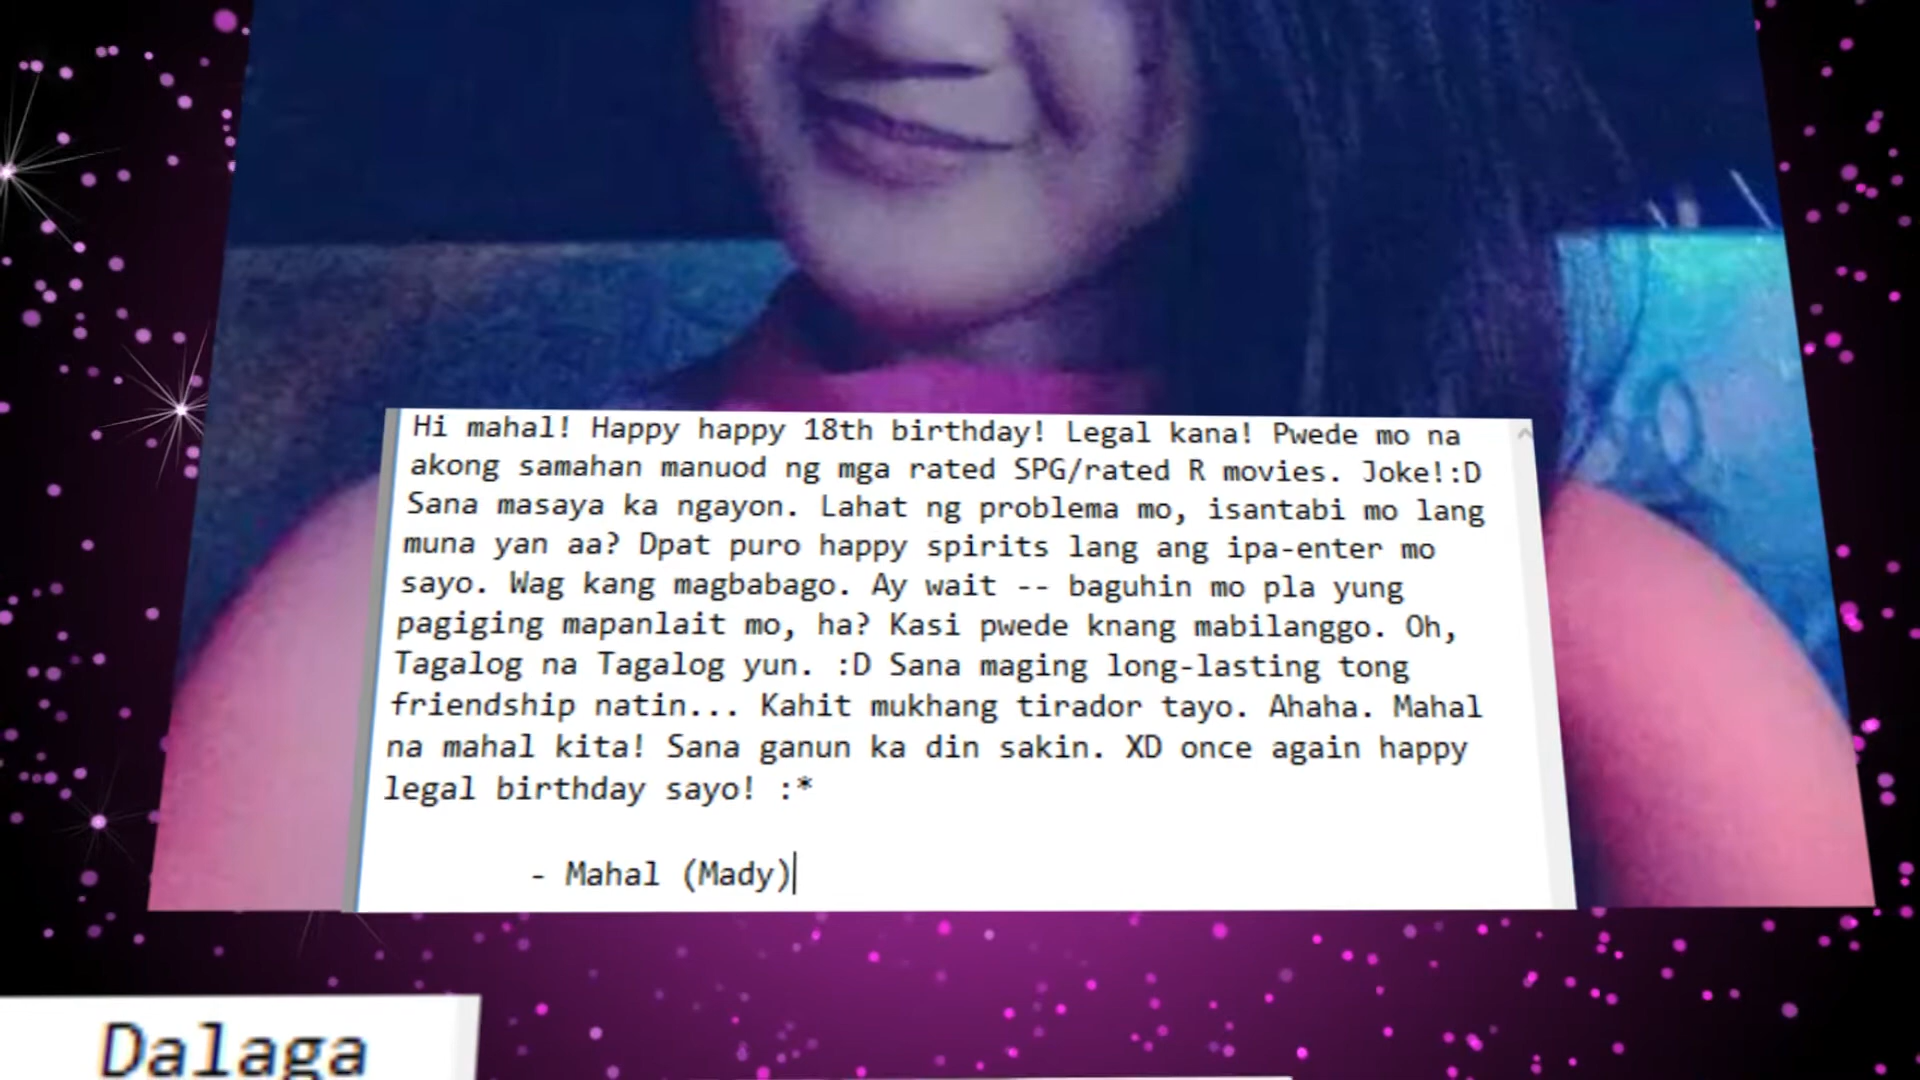 Hi mahal! Happy happy 18th birthday! Legal kana! Pwede mo na
akong samahan manuod ng mga rated SPG/rated R movies. Joke!:D
Sana masaya ka ngayon. Lahat ng problema mo, isantabi mo lang
muna yan aa? Dpat puro happy spirits lang ang ipa-enter mo
sayo. Wag kang magbabago. Ay wait -- baguhin mo pla yung
pagiging mapanlait mo, ha? Kasi pwede knang mabilanggo. Oh,
Tagalog na Tagalog yun. :D Sana maging long-lasting tong
friendship natin... Kahit mukhang tirador tayo. Ahaha. Mahal
na mahal kita! Sana ganun ka din sakin. XD once again happy
legal birthday sayo! :*
- Mahal (Mady)
Dalaga